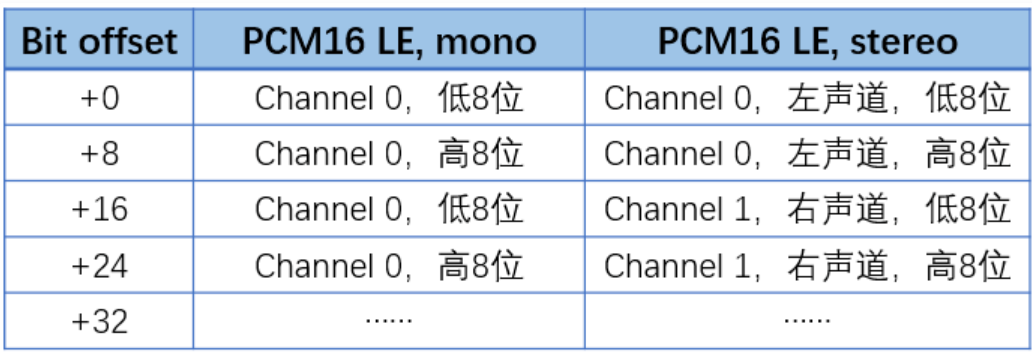 Bit offset PCM16 LE, mono PCM16 LE, stereo
+0 Channel 0，低8位 Channel 0，左声道，低8位
+8 Channel 0，高8位 Channel 0，左声道，高8位
+16 Channel 0，低8位 Channel 1，右声道，低8位
+24 Channel 0，高8位 Channel 1，右声道，高8位
+32 …… ……